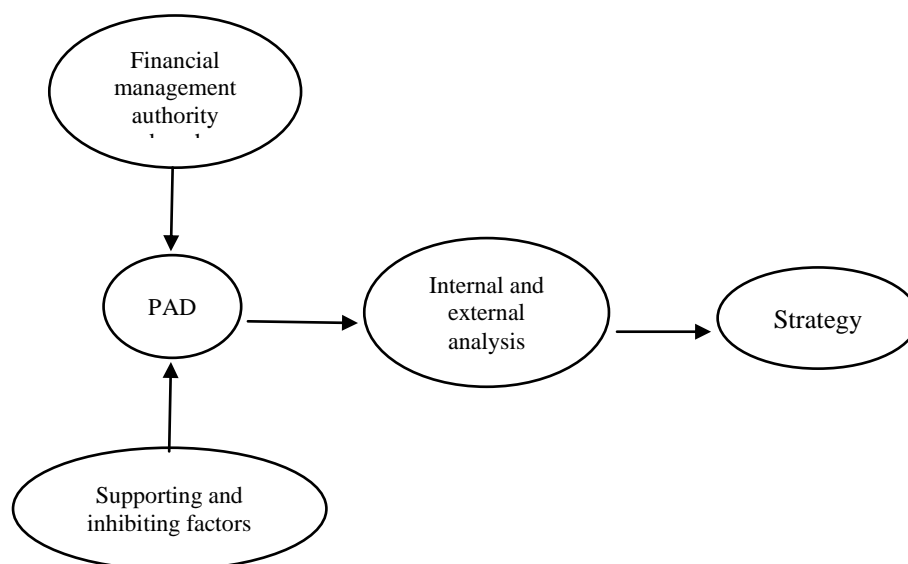 Financial
management
authority
PAD
Internal and
external
analysis
Strategy
Supporting and
inhibiting factors